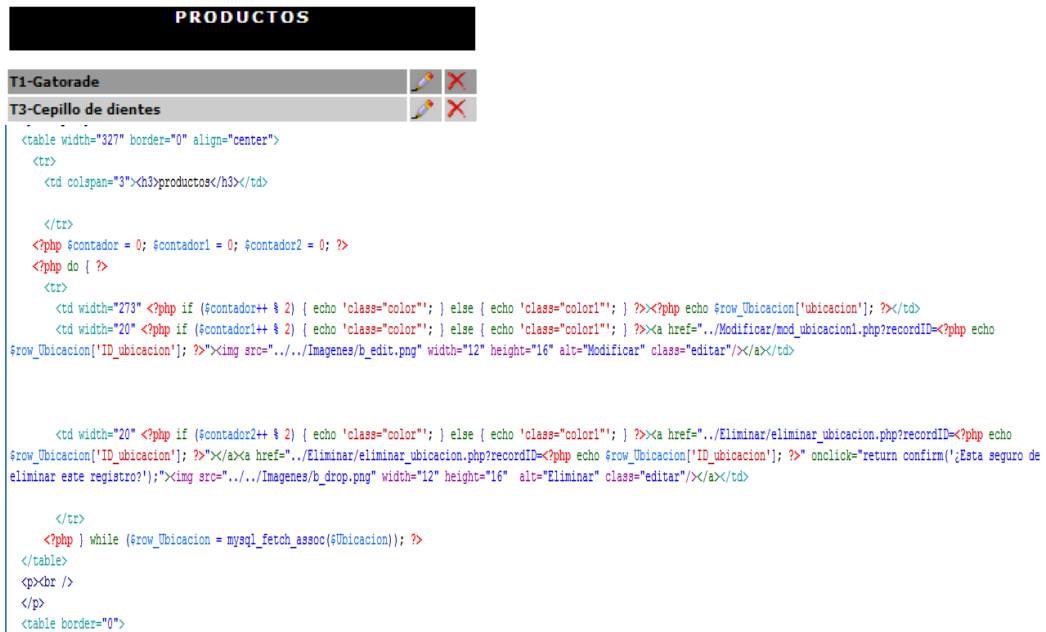 PRODUCTOS
T1-Gatorade
T3-Cepillo de dientes
<table width="327" border="0" align="center">
<tr>
<td colspan="3"><h3>productos</h3></td>
</tr>
<?php $contador = 0; $contador1 = 0; $contador2 = 0; ?>
<?php do { ?>
<tr>
<td width="273" <?php if ($contador++ % 2) { echo 'class="color"'; } else { echo 'class="color1"'; } ?>><?php echo $row_Ubicacion['ubicacion']; ?></td>
<td width="20" <?php if ($contador1++ % 2) { echo 'class="color"'; } else { echo 'class="color1"'; } ?>><a href="../Modificar/mod_ubicacion1.php?recordID=<?php echo
$row_Ubicacion['ID_ubicacion']; ?>"><img src="../../Imagenes/b_edit.png" width="12" height="16" alt="Modificar" class="editar"/></a></td>
<td width="20" <?php if ($contador2++ % 2) { echo 'class="color"'; } else { echo 'class="color1"'; } ?>><a href="../Eliminar/eliminar_ubicacion.php?recordID=<?php echo
$row_Ubicacion['ID_ubicacion']; ?>"></a><a href="../Eliminar/eliminar_ubicacion.php?recordID=<?php echo $row_Ubicacion['ID_ubicacion']; ?>" onclick="return confirm('¿Esta seguro de
eliminar este registro?');"><img src="../../Imagenes/b_drop.png" width="12" height="16"  alt="Eliminar" class="editar"/></a></td>
</tr>
<?php } while ($row_Ubicacion = mysql_fetch_assoc($Ubicacion)); ?>
</table>
<p><br />
</p>
<table border="0">